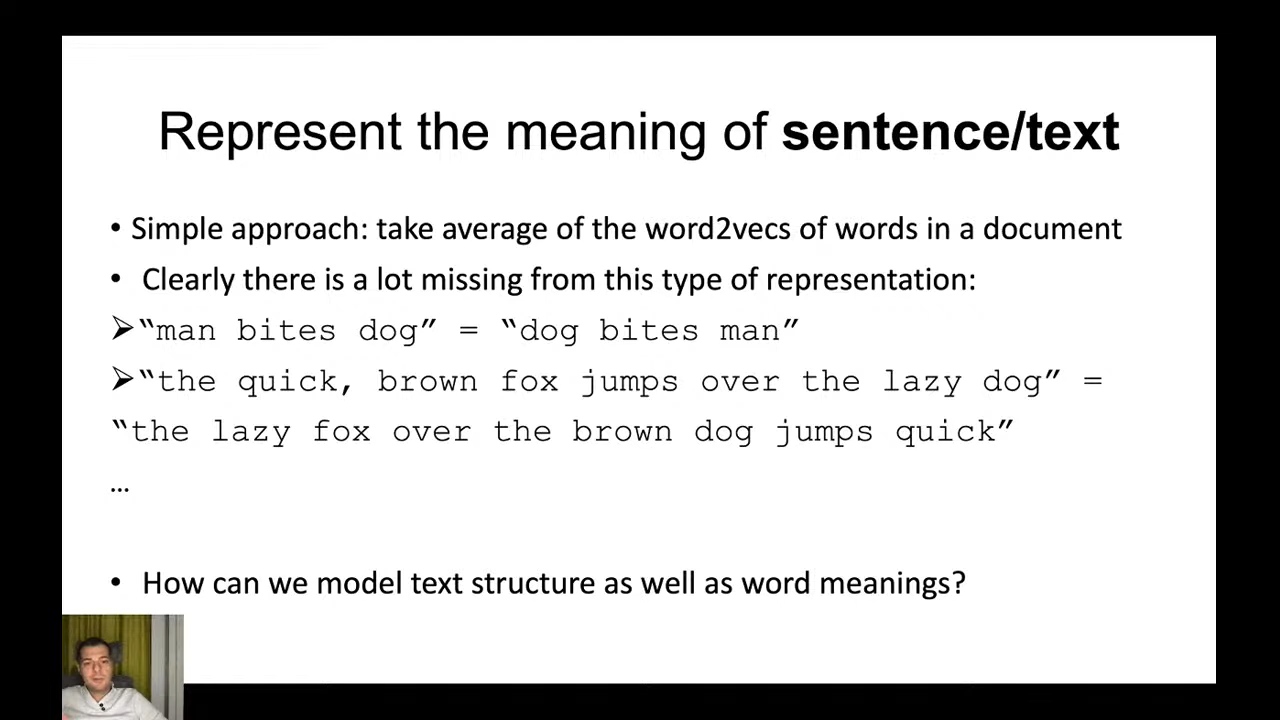 Represent the meaning of sentence/text
• Simple approach: take average of the word2vecs of words in a document
• Clearly there is a lot missing from this type of representation:
➢“man bites dog” = “dog bites man”
➢“the quick, brown fox jumps over the lazy dog” =
“the lazy fox over the brown dog jumps quick”
…
• How can we model text structure as well as word meanings?